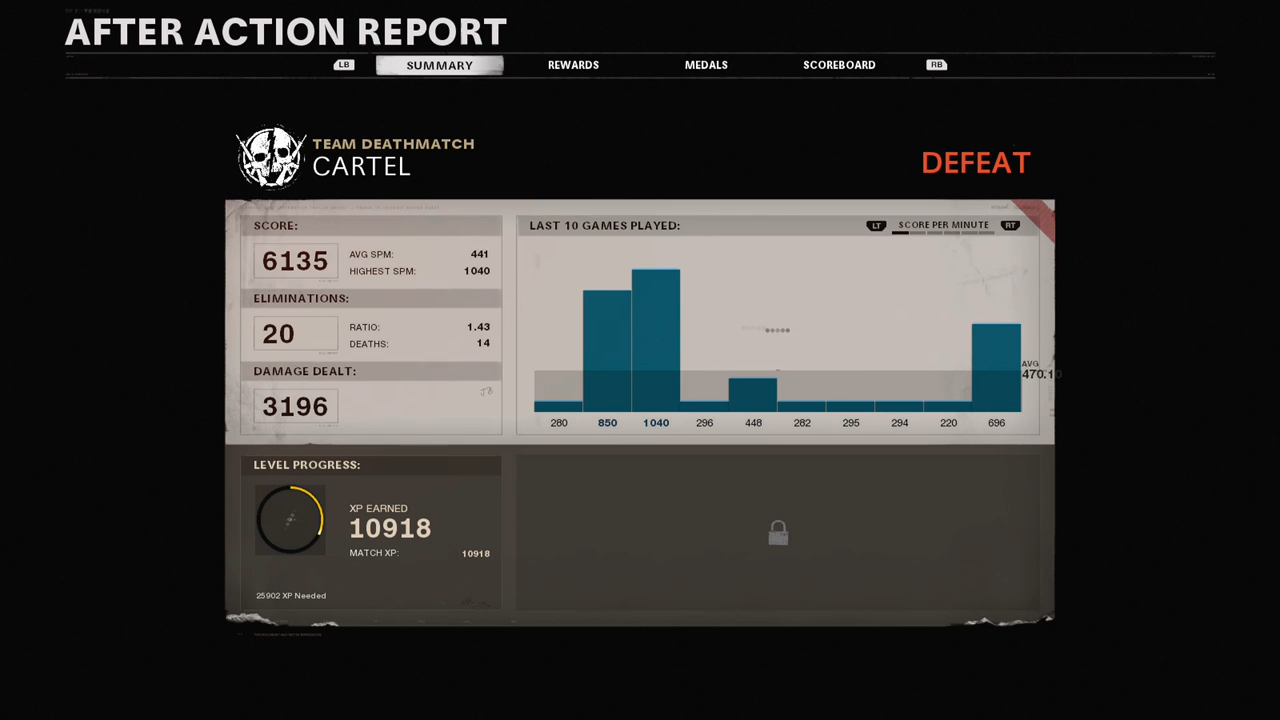 AFTER ACTION REPORT
LB SUMMARY REWARDS MEDALS SCOREBOARD RB
TEAM DEATHMATCH
CARTEL
DEFEAT
SCORE:
6135
AVG SPM: 441
HIGHEST SPM: 1040
ELIMINATIONS:
20
RATIO: 1.43
DEATHS: 14
DAMAGE DEALT:
3196
LAST 10 GAMES PLAYED:
LT SCORE PER MINUTE RT
AVG
470.10
280 850 1040 296 448 282 295 294 220 696
LEVEL PROGRESS:
XP EARNED
10918
MATCH XP: 10918
25902 XP Needed